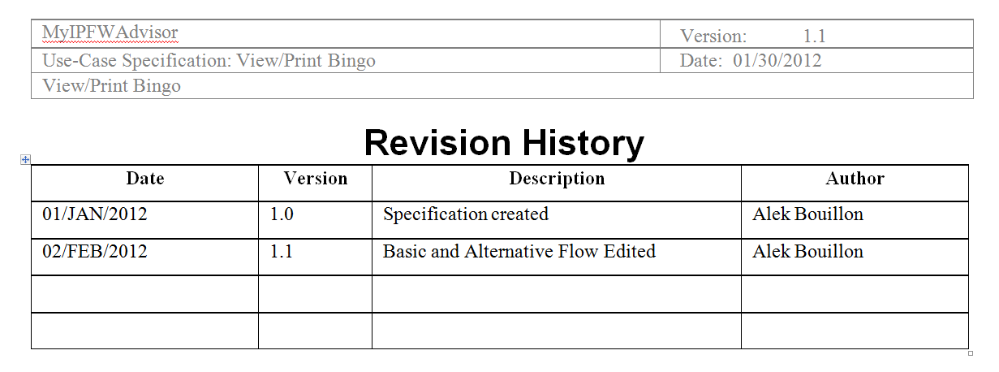 MyIPFWAdvisor Version: 1.1
Use-Case Specification: View/Print Bingo Date: 01/30/2012
View/Print Bingo
Revision History
Date Version Description Author
01/JAN/2012 1.0 Specification created Alek Bouillon
02/FEB/2012 1.1 Basic and Alternative Flow Edited Alek Bouillon